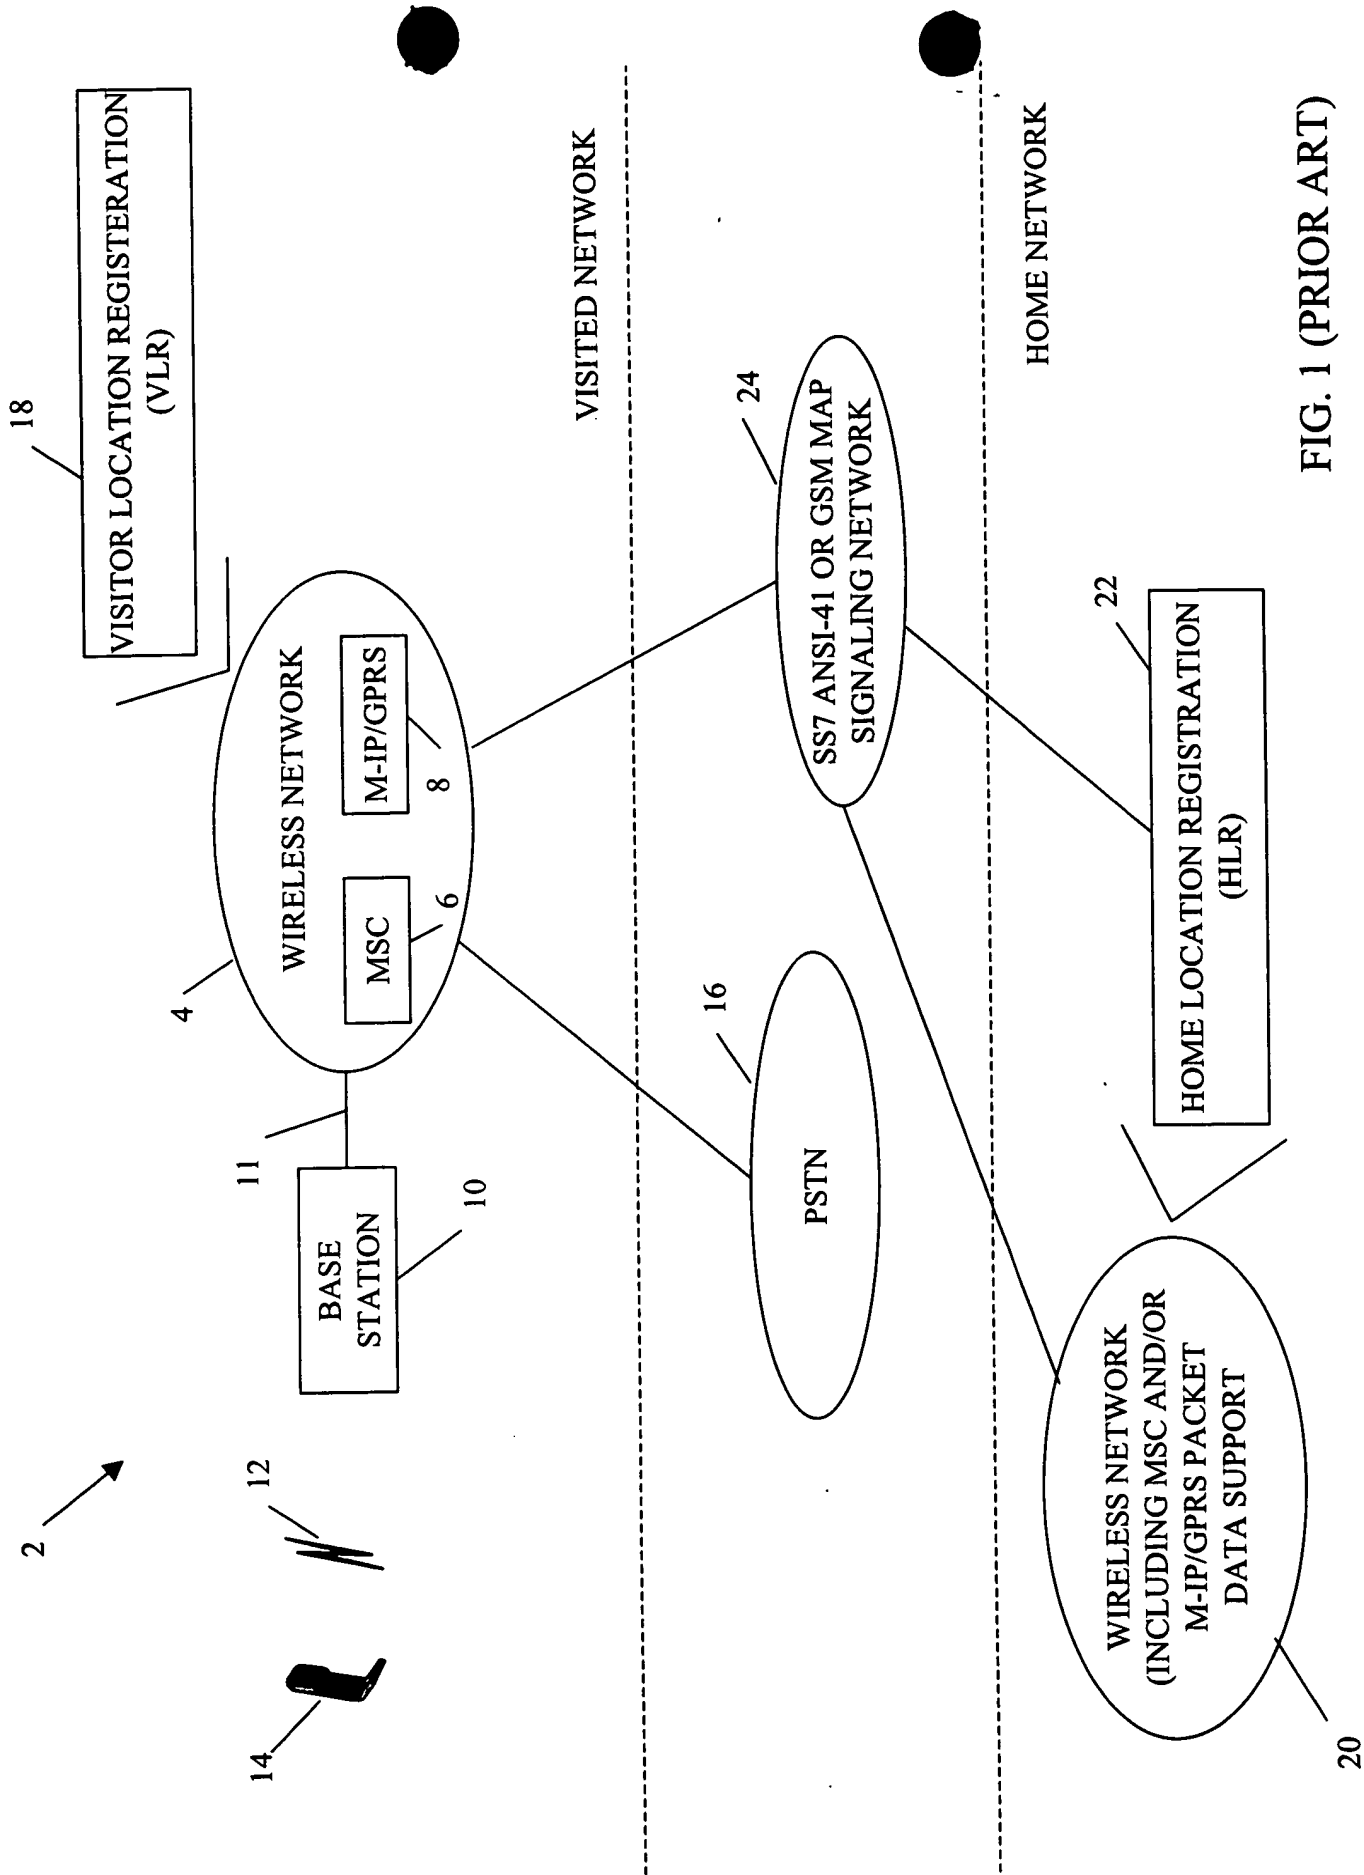 2
14
12
BASE
STATION
10
11
4
WIRELESS NETWORK
MSC
6
M-IP/GPRS
8
18
VISITOR LOCATION REGISTERATION
(VLR)
VISITED NETWORK
PSTN
16
SS7 ANSI-41 OR GSM MAP
SIGNALING NETWORK
24
HOME NETWORK
WIRELESS NETWORK
(INCLUDING MSC AND/OR
M-IP/GPRS PACKET
DATA SUPPORT
20
HOME LOCATION REGISTRATION
(HLR)
22
FIG. 1 (PRIOR ART)